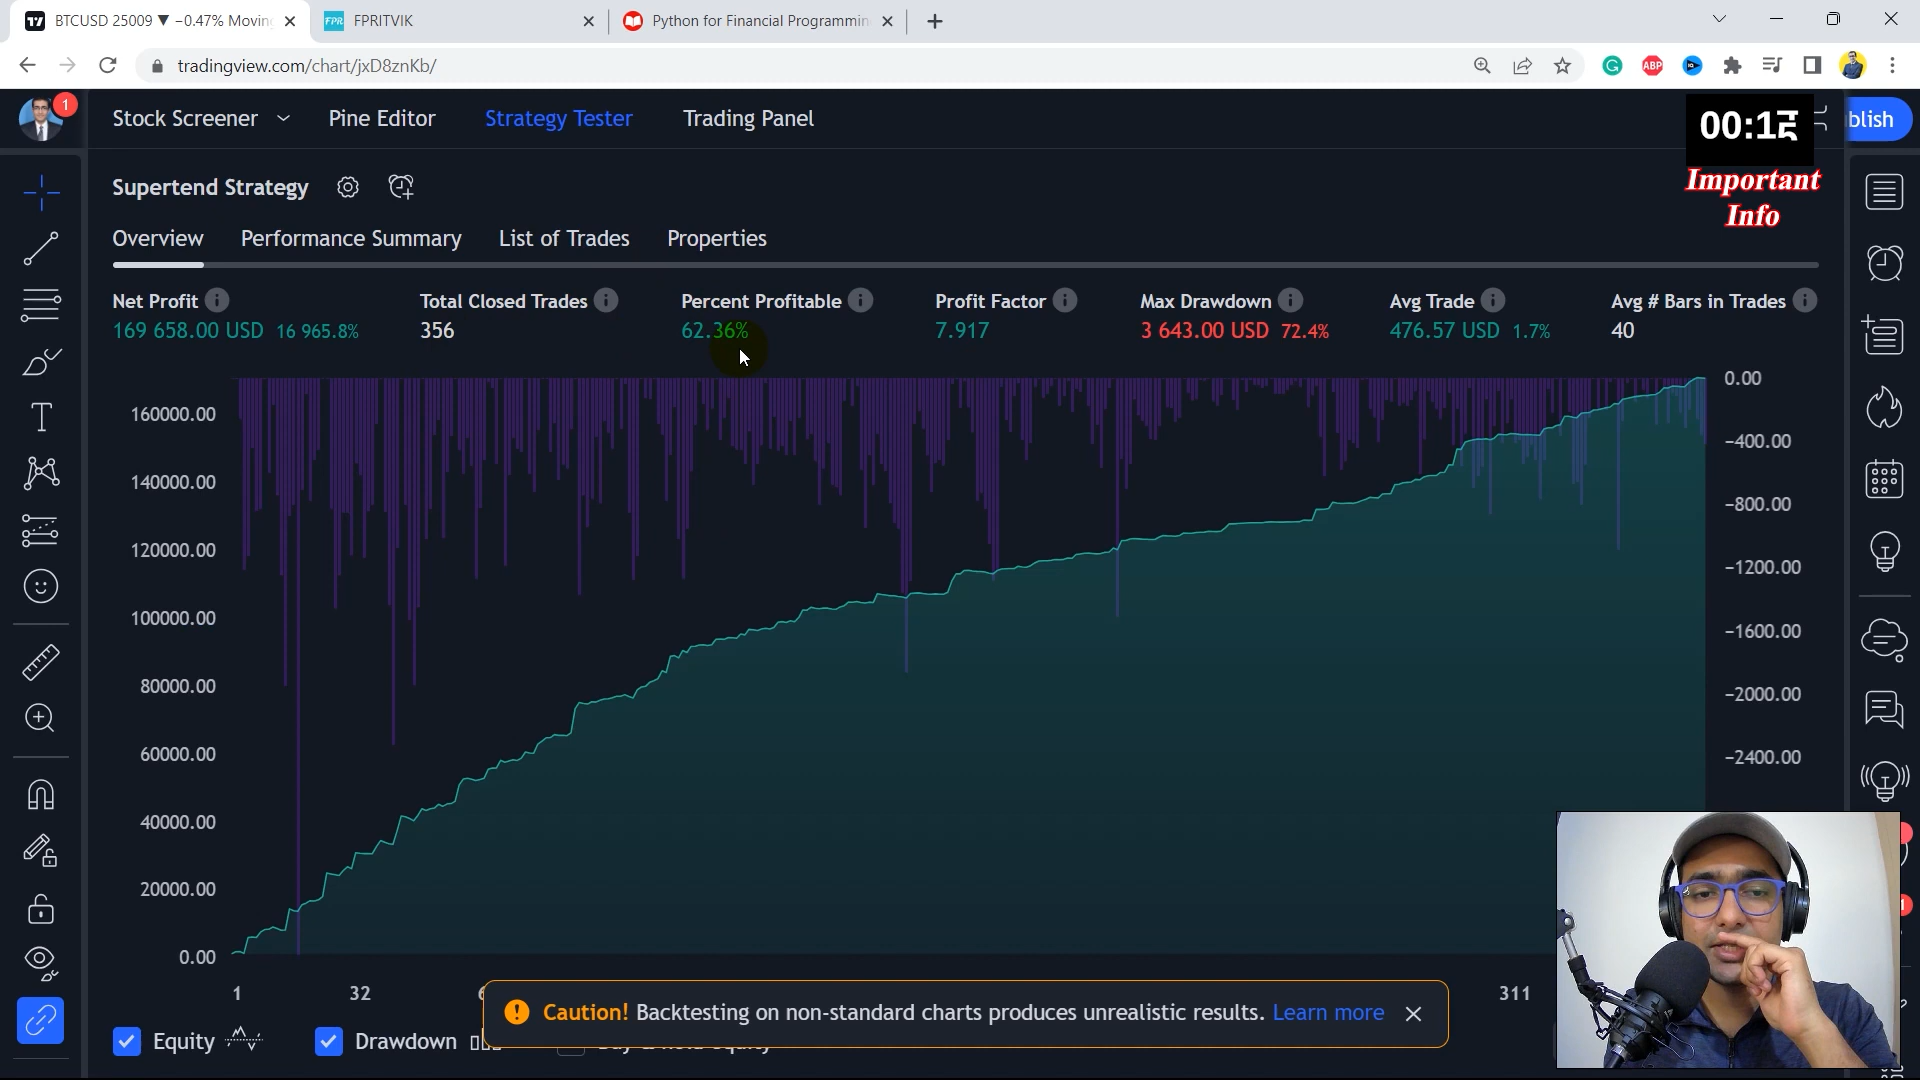 BTCUSD 25009 ▼ −0.47% Movin
FPRITVIK
Python for Financial Programmin
tradingview.com/chart/jxD8znKb/
ABP
1
Stock Screener
Pine Editor
Strategy Tester
Trading Panel
blish
Important
Info
Supertend Strategy
Overview
Performance Summary
List of Trades
Properties
Net Profit
Total Closed Trades
Percent Profitable
Profit Factor
Max Drawdown
Avg Trade
Avg # Bars in Trades
169 658.00 USD 16 965.8%
356
62.36%
7.917
3 643.00 USD 72.4%
476.57 USD 1.7%
40
160000.00
140000.00
120000.00
100000.00
80000.00
60000.00
40000.00
20000.00
0.00
0.00
−400.00
−800.00
−1200.00
−1600.00
−2000.00
−2400.00
1
32
311
Caution! Backtesting on non-standard charts produces unrealistic results. Learn more
Equity
Drawdown